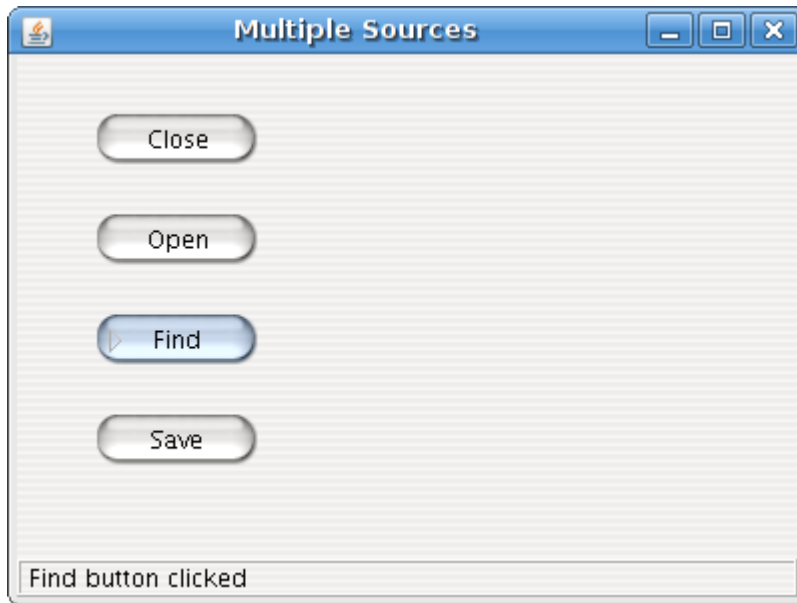 Multiple Sources
Close
Open
Find
Save
Find button clicked